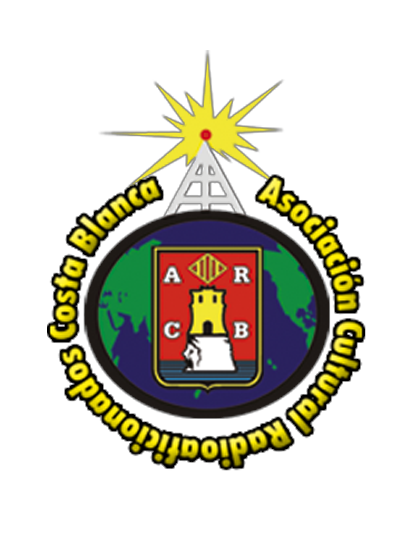 Asociación Cultural Radioaficionados Costa Blanca
A R
C B